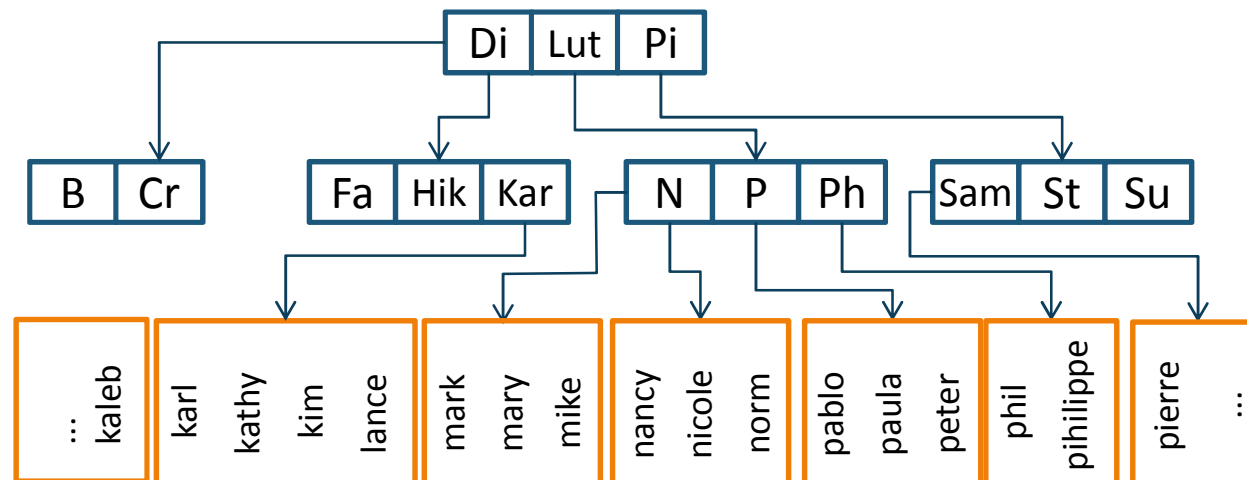 Di Lut Pi
B Cr
Fa Hik Kar
N P Ph
Sam St Su
... kaleb
karl
kathy
kim
lance
mark
mary
mike
nancy
nicole
norm
pablo
paula
peter
phil
pihilippe
pierre
...